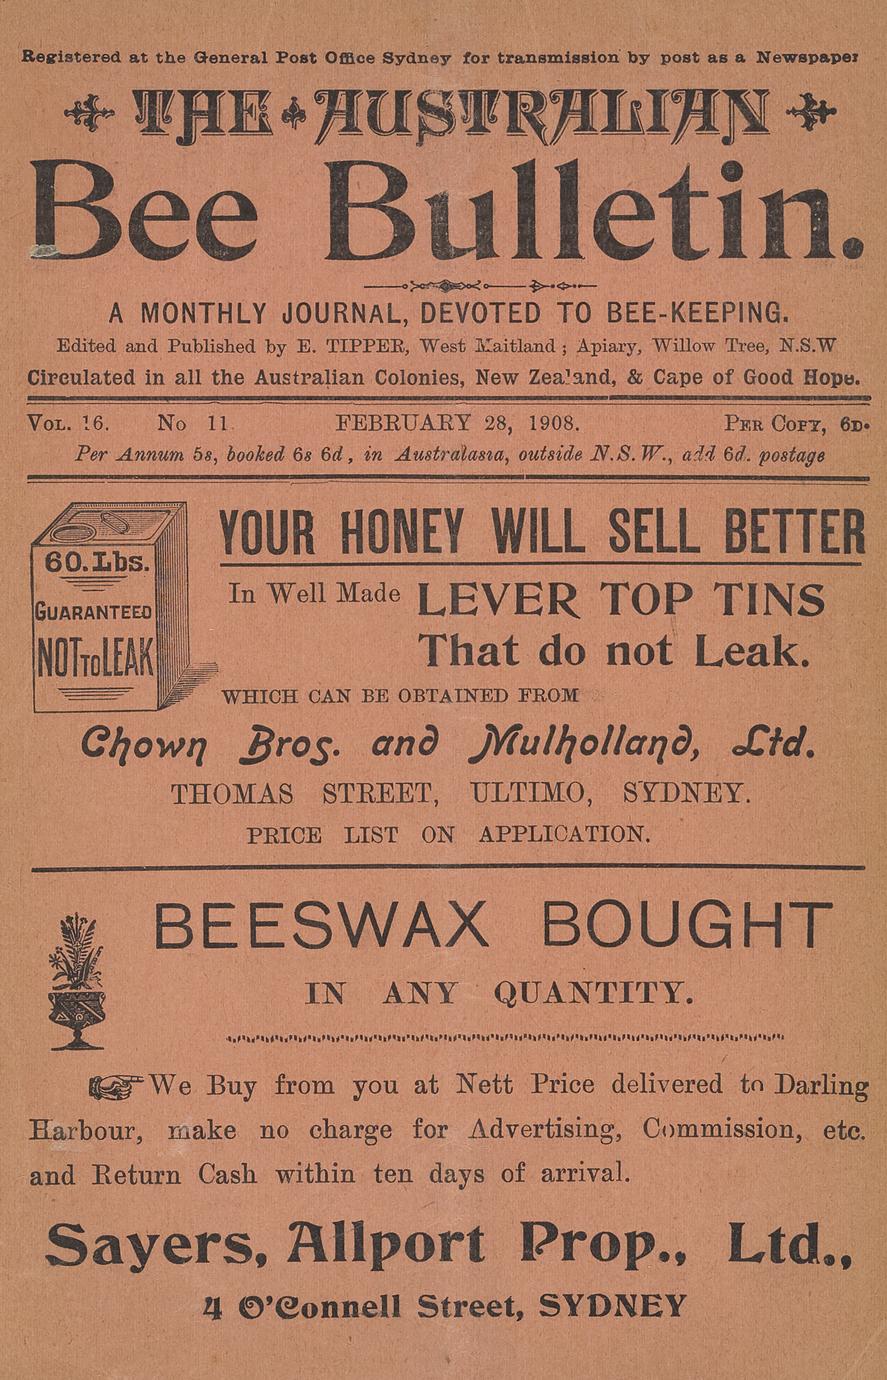 Registered at the General Post Office Sydney for transmission by post as a Newspaper
THE AUSTRALIAN
Bee Bulletin.
A MONTHLY JOURNAL, DEVOTED TO BEE-KEEPING.
Edited and Published by E. TIPPER, West Maitland ; Apiary, Willow Tree, N.S.W
Circulated in all the Australian Colonies, New Zealand, & Cape of Good Hope.
VOL. 16. No 11. FEBRUARY 28, 1908. PER COPY, 6D.
Per Annum 5s, booked 6s 6d, in Australasia, outside N.S.W., add 6d. postage
60.Lbs.
GUARANTEED
NOT TO LEAK
YOUR HONEY WILL SELL BETTER
In Well Made LEVER TOP TINS
That do not Leak.
WHICH CAN BE OBTAINED FROM
Chown Bros. and Mulholland, Ltd.
THOMAS STREET, ULTIMO, SYDNEY.
PRICE LIST ON APPLICATION.
BEESWAX BOUGHT
IN ANY QUANTITY.
We Buy from you at Nett Price delivered to Darling
Harbour, make no charge for Advertising, Commission, etc.
and Return Cash within ten days of arrival.
Sayers, Allport Prop., Ltd.,
4 O'Connell Street, SYDNEY